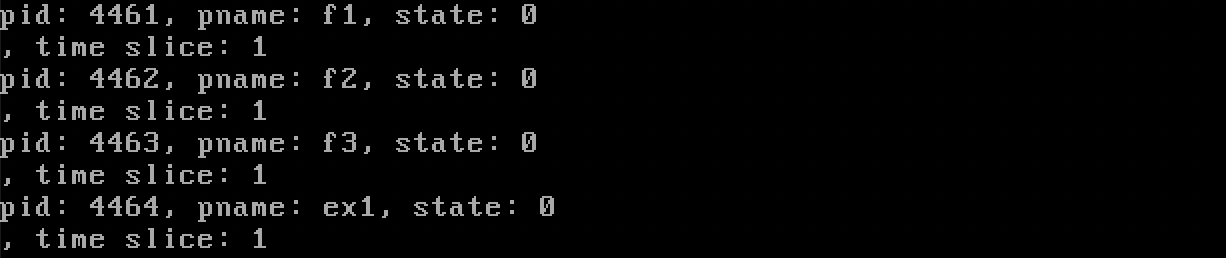 pid: 4461, pname: f1, state: 0
, time slice: 1
pid: 4462, pname: f2, state: 0
, time slice: 1
pid: 4463, pname: f3, state: 0
, time slice: 1
pid: 4464, pname: ex1, state: 0
, time slice: 1